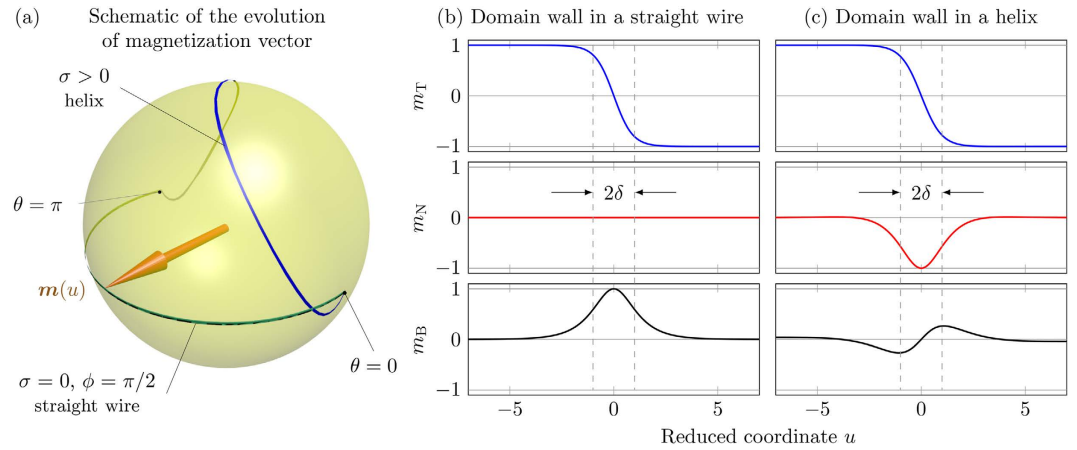 (a) Schematic of the evolution
of magnetization vector
σ > 0
helix
θ = π
m(u)
θ = 0
σ = 0, ϕ = π/2
straight wire
(b) Domain wall in a straight wire
(c) Domain wall in a helix
1
0
−1
m_T
1
0
−1
m_N
2δ
2δ
1
0
−1
m_B
−5 0 5
−5 0 5
Reduced coordinate u